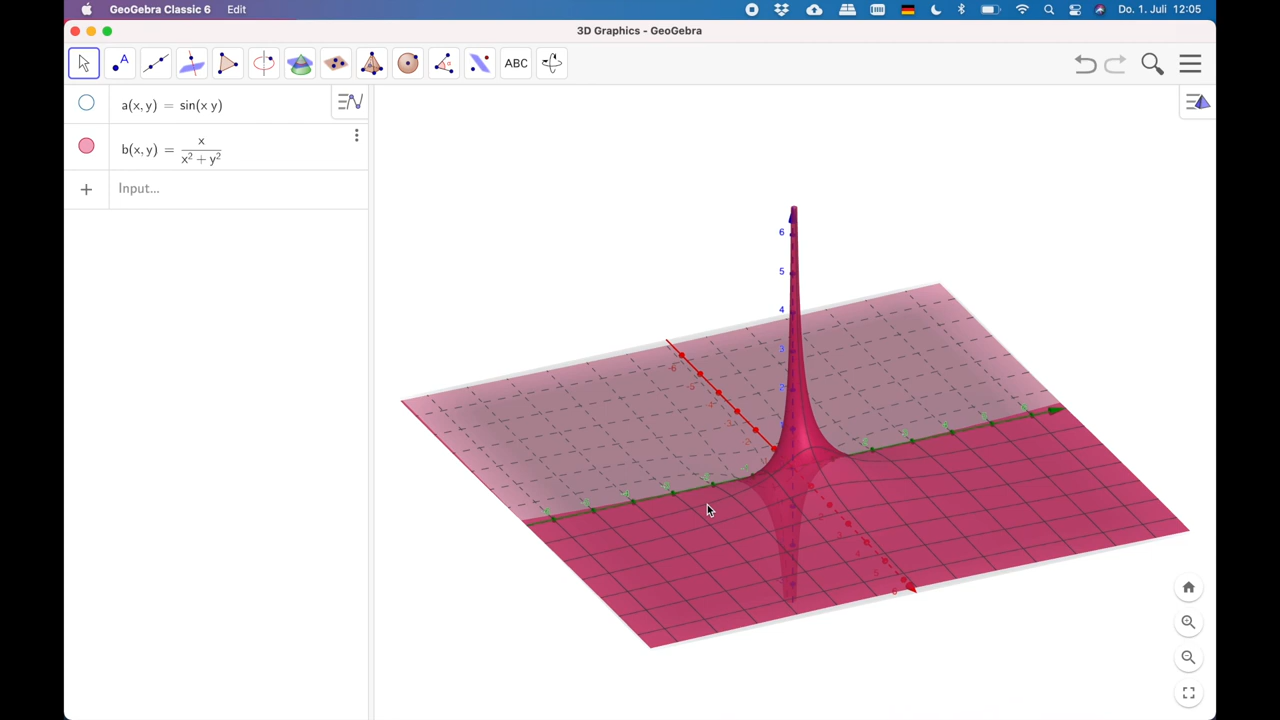 GeoGebra Classic 6 Edit Do. 1. Juli 12:05
3D Graphics - GeoGebra
A ABC
a(x, y) = sin(x y)
b(x, y) = x / (x² + y²)
Input...
6
5
4
3
2